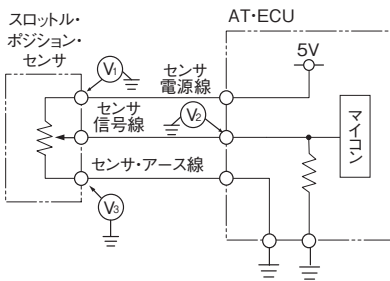 スロットル・
ポジション・
センサ
AT・ECU
5V
V1
センサ
電源線
センサ
信号線
V2
マイコン
センサ・アース線
V3